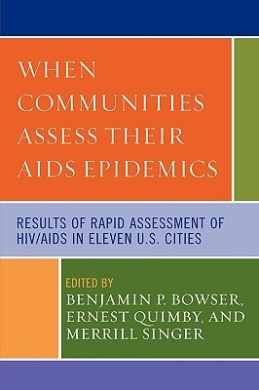 WHEN
COMMUNITIES
ASSESS THEIR
AIDS EPIDEMICS
RESULTS OF RAPID ASSESSMENT OF
HIV/AIDS IN ELEVEN U.S. CITIES
EDITED BY
BENJAMIN P. BOWSER,
ERNEST QUIMBY, AND
MERRILL SINGER